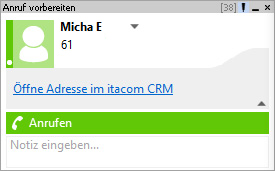 Anruf vorbereiten [38]
Micha E
61
Öffne Adresse im itacom CRM
Anrufen
Notiz eingeben...